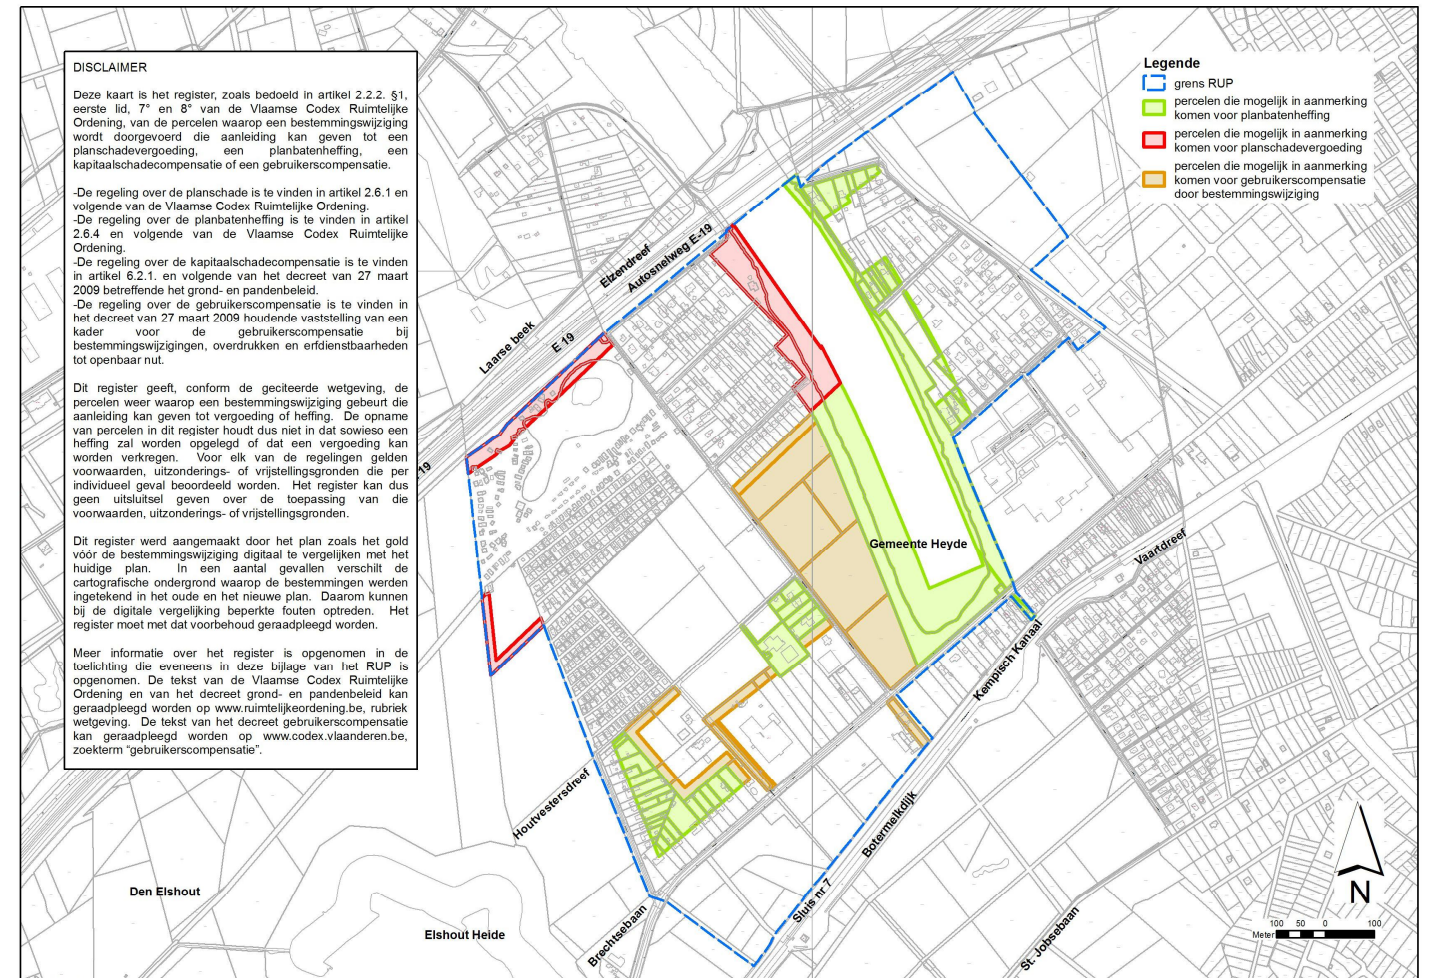 DISCLAIMER
Deze kaart is het register, zoals bedoeld in artikel 2.2.2. §1,
eerste lid, 7° en 8° van de Vlaamse Codex Ruimtelijke
Ordening, van de percelen waarop een bestemmingswijziging
wordt doorgevoerd die aanleiding kan geven tot een
planschadevergoeding, een planbatenheffing, een
kapitaalschadecompensatie of een gebruikerscompensatie.
-De regeling over de planschade is te vinden in artikel 2.6.1 en
volgende van de Vlaamse Codex Ruimtelijke Ordening.
-De regeling over de planbatenheffing is te vinden in artikel
2.6.4 en volgende van de Vlaamse Codex Ruimtelijke
Ordening.
-De regeling over de kapitaalschadecompensatie is te vinden
in artikel 6.2.1. en volgende van het decreet van 27 maart
2009 betreffende het grond- en pandenbeleid.
-De regeling over de gebruikerscompensatie is te vinden in
het decreet van 27 maart 2009 houdende vaststelling van een
kader voor de gebruikerscompensatie bij
bestemmingswijzigingen, overdrukken en erfdienstbaarheden
tot openbaar nut.
Dit register geeft, conform de geciteerde wetgeving, de
percelen weer waarop een bestemmingswijziging gebeurt die
aanleiding kan geven tot vergoeding of heffing. De opname
van percelen in dit register houdt dus niet in dat sowieso een
heffing zal worden opgelegd of dat een vergoeding kan
worden verkregen. Voor elk van de regelingen gelden
voorwaarden, uitzonderings- of vrijstellingsgronden die per
individueel geval beoordeeld worden. Het register kan dus
geen uitsluitsel geven over de toepassing van die
voorwaarden, uitzonderings- of vrijstellingsgronden.
Dit register werd aangemaakt door het plan zoals het gold
vóór de bestemmingswijziging digitaal te vergelijken met het
huidige plan. In een aantal gevallen verschilt de
cartografische ondergrond waarop de bestemmingen werden
ingetekend in het oude en het nieuwe plan. Daarom kunnen
bij de digitale vergelijking beperkte fouten optreden. Het
register moet met dat voorbehoud geraadpleegd worden.
Meer informatie over het register is opgenomen in de
toelichting die eveneens in deze bijlage van het RUP is
opgenomen. De tekst van de Vlaamse Codex Ruimtelijke
Ordening en van het decreet grond- en pandenbeleid kan
geraadpleegd worden op www.ruimtelijkeordening.be, rubriek
wetgeving. De tekst van het decreet gebruikerscompensatie
kan geraadpleegd worden op www.codex.vlaanderen.be,
zoekterm “gebruikerscompensatie”.
Legende
grens RUP
percelen die mogelijk in aanmerking
komen voor planbatenheffing
percelen die mogelijk in aanmerking
komen voor planschadevergoeding
percelen die mogelijk in aanmerking
komen voor gebruikerscompensatie
door bestemmingswijziging
Elzendreef
Autosnelweg E-19
Laarse beek
E 19
19
Gemeente Heyde
Vaartdreef
Kempisch Kanaal
Houtvestersdreef
Botermelkdijk
Sluis nr 7
Brechtsebaan
St. Jobsebaan
Den Elshout
Elshout Heide
N
100 50 0 100
Meter